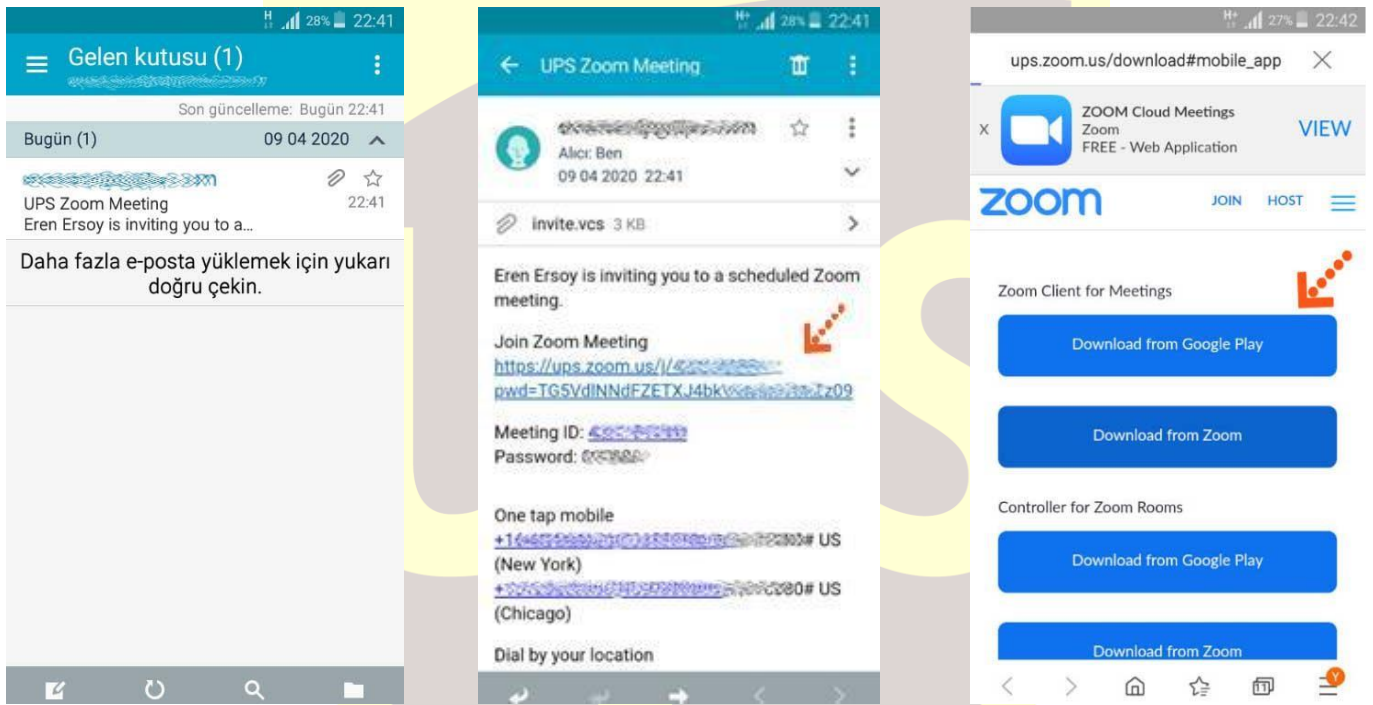 H 28% 22:41
Gelen kutusu (1)
Son güncelleme: Bugün 22:41
Bugün (1) 09 04 2020
UPS Zoom Meeting 22:41
Eren Ersoy is inviting you to a...
Daha fazla e-posta yüklemek için yukarı
doğru çekin.
H+ 28% 22:41
UPS Zoom Meeting
Alıcı: Ben
09 04 2020 22:41
invite.vcs 3 KB
Eren Ersoy is inviting you to a scheduled Zoom
meeting.
Join Zoom Meeting
https://ups.zoom.us/j/
Meeting ID:
Password:
One tap mobile
# US
(New York)
# US
(Chicago)
Dial by your location
H+ 27% 22:42
ups.zoom.us/download#mobile_app
X
ZOOM Cloud Meetings
Zoom
FREE - Web Application
VIEW
zoom JOIN HOST
Zoom Client for Meetings
Download from Google Play
Download from Zoom
Controller for Zoom Rooms
Download from Google Play
Download from Zoom
11
Y